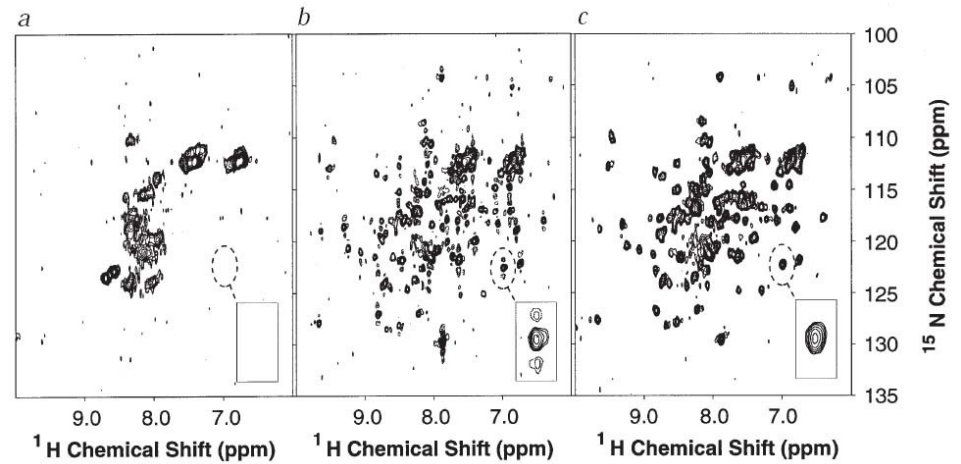 a b c
100
105
110
115
120
125
130
135
15 N Chemical Shift (ppm)
9.0 8.0 7.0 9.0 8.0 7.0 9.0 8.0 7.0
1 H Chemical Shift (ppm) 1 H Chemical Shift (ppm) 1 H Chemical Shift (ppm)